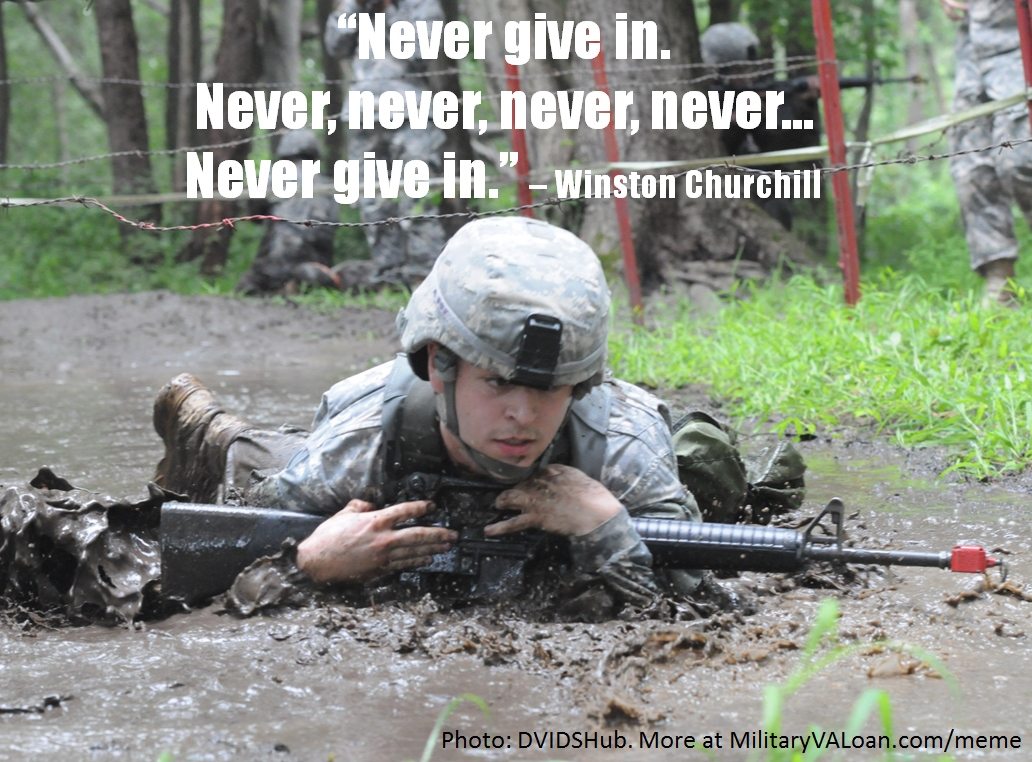 “Never give in.
Never, never, never, never...
Never give in.” – Winston Churchill
Photo: DVIDSHub. More at MilitaryVALoan.com/meme